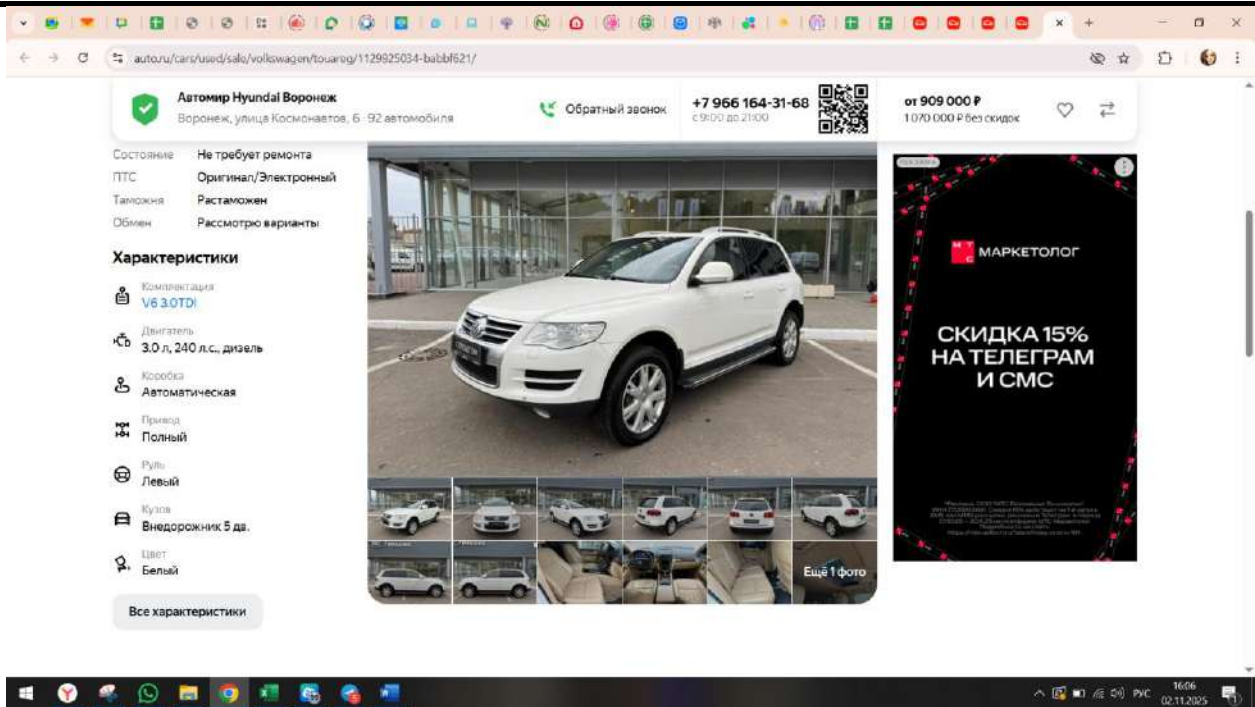 auto.ru/cars/used/sale/volkswagen/touareg/1129925034-babbf621/
Автомир Hyundai Воронеж
Воронеж, улица Космонавтов, 6 · 92 автомобиля
Обратный звонок
+7 966 164-31-68
с 9:00 до 21:00
от 909 000 ₽
1 070 000 ₽ без скидок
Состояние Не требует ремонта
ПТС Оригинал/Электронный
Таможня Растаможен
Обмен Рассмотрю варианты
Характеристики
Комплектация
V6 3.0TDI
Двигатель
3.0 л, 240 л.с., дизель
Коробка
Автоматическая
Привод
Полный
Руль
Левый
Кузов
Внедорожник 5 дв.
Цвет
Белый
Все характеристики
Ещё 1 фото
МТС
МАРКЕТОЛОГ
СКИДКА 15%
НА ТЕЛЕГРАМ
И СМС
РУС
16:06
02.11.2025